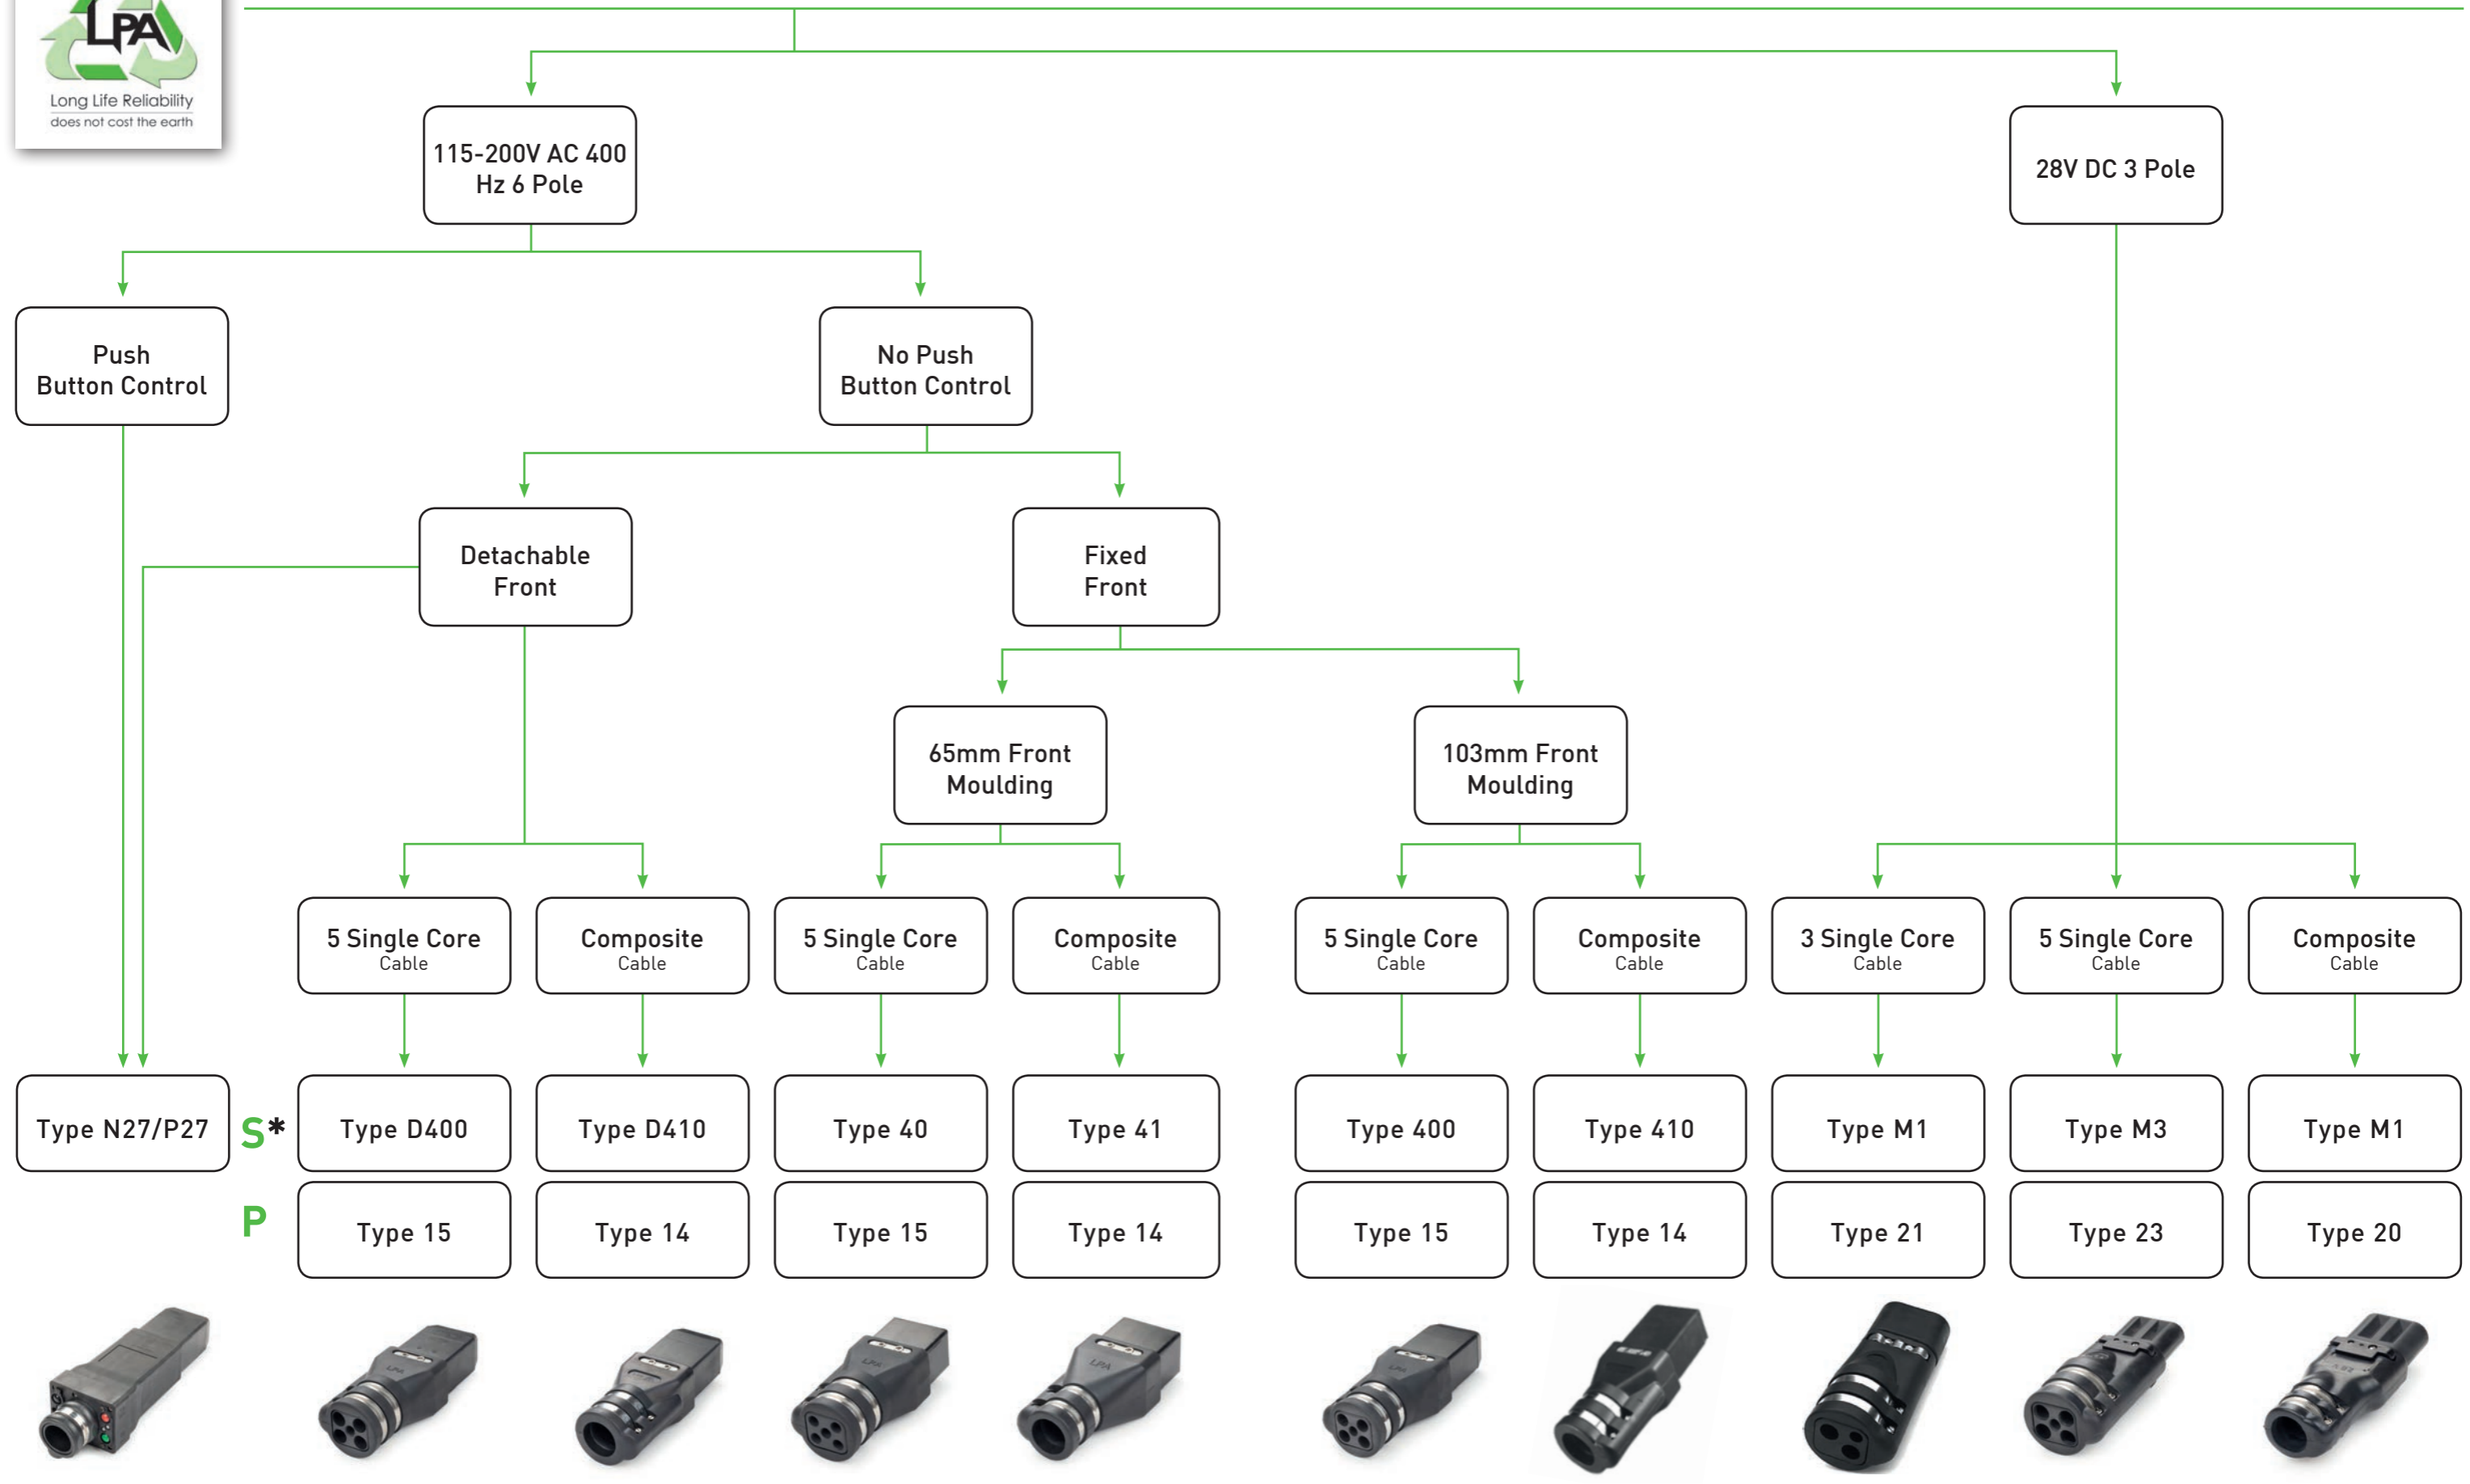 LPA
Long Life Reliability
does not cost the earth
115-200V AC 400
Hz 6 Pole
28V DC 3 Pole
Push
Button Control
No Push
Button Control
Detachable
Front
Fixed
Front
65mm Front
Moulding
103mm Front
Moulding
5 Single Core
Cable
Composite
Cable
5 Single Core
Cable
Composite
Cable
5 Single Core
Cable
Composite
Cable
3 Single Core
Cable
5 Single Core
Cable
Composite
Cable
Type N27/P27
S*
Type D400
Type D410
Type 40
Type 41
Type 400
Type 410
Type M1
Type M3
Type M1
P
Type 15
Type 14
Type 15
Type 14
Type 15
Type 14
Type 21
Type 23
Type 20
LPA
LPA
LPA
LPA